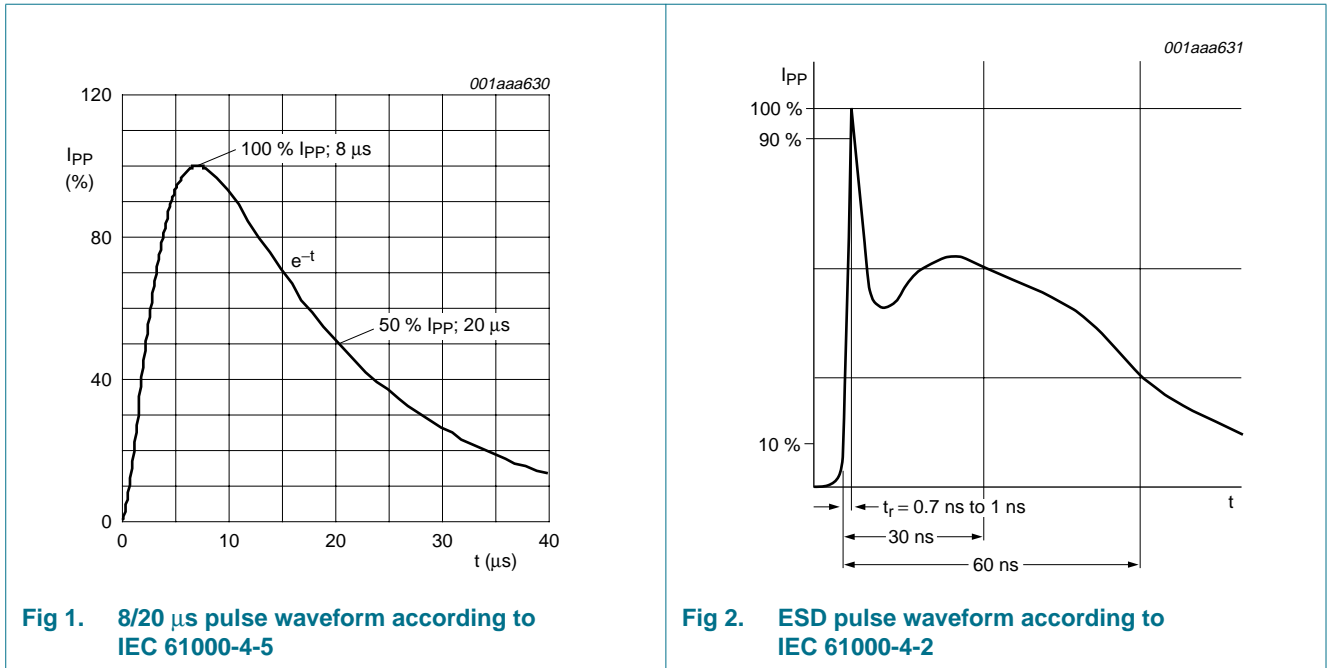 001aaa630
120
80
40
0
I PP
(%)
100 % IPP; 8 μs
e−t
50 % IPP; 20 μs
0 10 20 30 40
t (μs)
Fig 1. 8/20 μs pulse waveform according to
IEC 61000-4-5
001aaa631
IPP
100 %
90 %
10 %
t
tr = 0.7 ns to 1 ns
30 ns
60 ns
Fig 2. ESD pulse waveform according to
IEC 61000-4-2